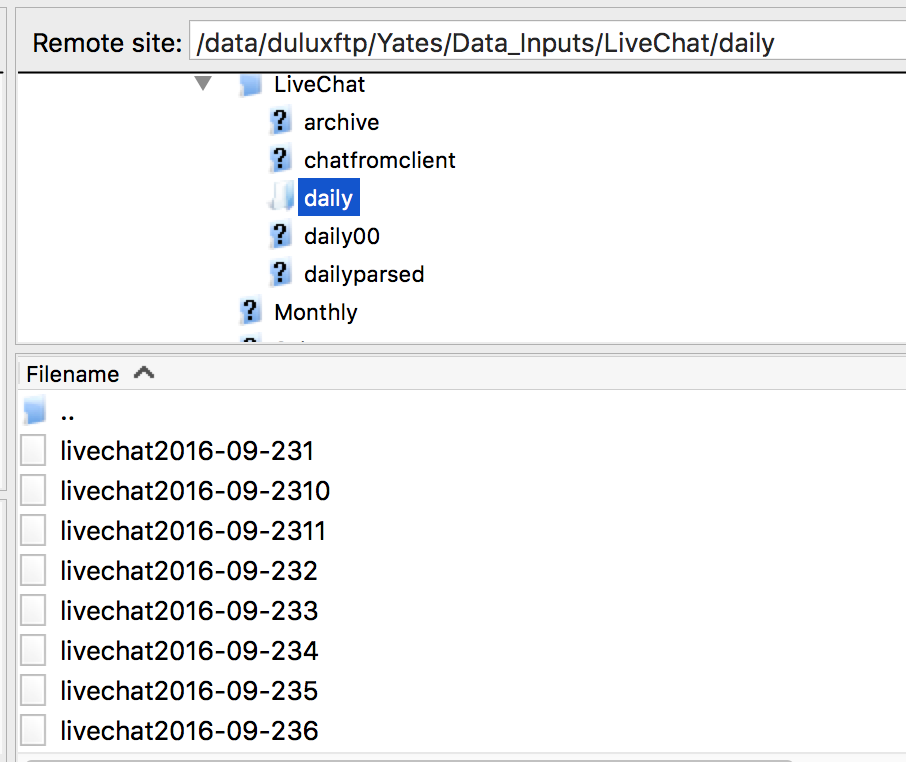 Remote site: /data/duluxftp/Yates/Data_Inputs/LiveChat/daily
LiveChat
? archive
? chatfromclient
daily
? daily00
? dailyparsed
? Monthly
Filename
..
livechat2016-09-231
livechat2016-09-2310
livechat2016-09-2311
livechat2016-09-232
livechat2016-09-233
livechat2016-09-234
livechat2016-09-235
livechat2016-09-236